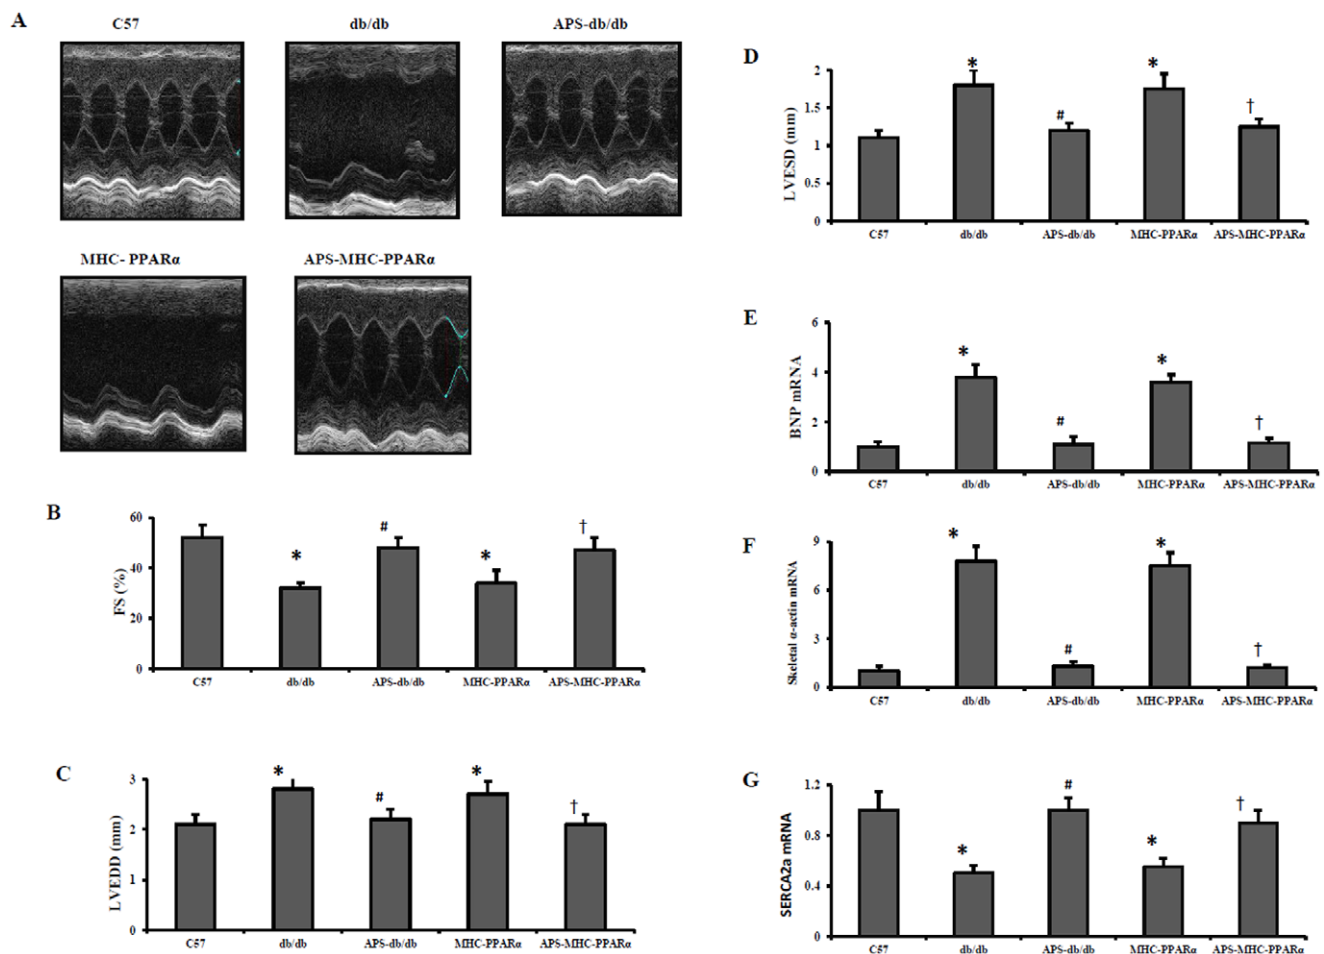 A
C57
db/db
APS-db/db
MHC- PPARα
APS-MHC-PPARα
B
FS (%)
60
40
20
0
#
†
*
*
C57
db/db
APS-db/db
MHC-PPARα
APS-MHC-PPARα
C
LVEDD (mm)
3
2
1
0
*
*
#
†
C57
db/db
APS-db/db
MHC-PPARα
APS-MHC-PPARα
D
LVESD (mm)
2
1.5
1
0.5
0
*
*
#
†
C57
db/db
APS-db/db
MHC-PPARα
APS-MHC-PPARα
E
BNP mRNA
6
4
2
0
*
*
#
†
C57
db/db
APS-db/db
MHC-PPARα
APS-MHC-PPARα
F
Skeletal α-actin mRNA
9
6
3
0
*
*
#
†
C57
db/db
APS-db/db
MHC-PPARα
APS-MHC-PPARα
G
SERCA2a mRNA
1.2
0.8
0.4
0
#
†
*
*
C57
db/db
APS-db/db
MHC-PPARα
APS-MHC-PPARα